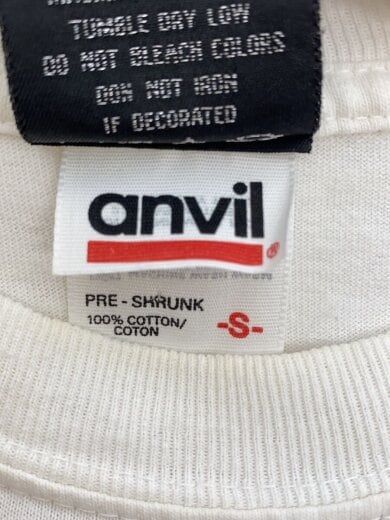 TUMBLE DRY LOW
DO NOT BLEACH COLORS
DON NOT IRON
IF DECORATED
anvil®
PRE-SHRUNK
100% COTTON/
COTON
-S-